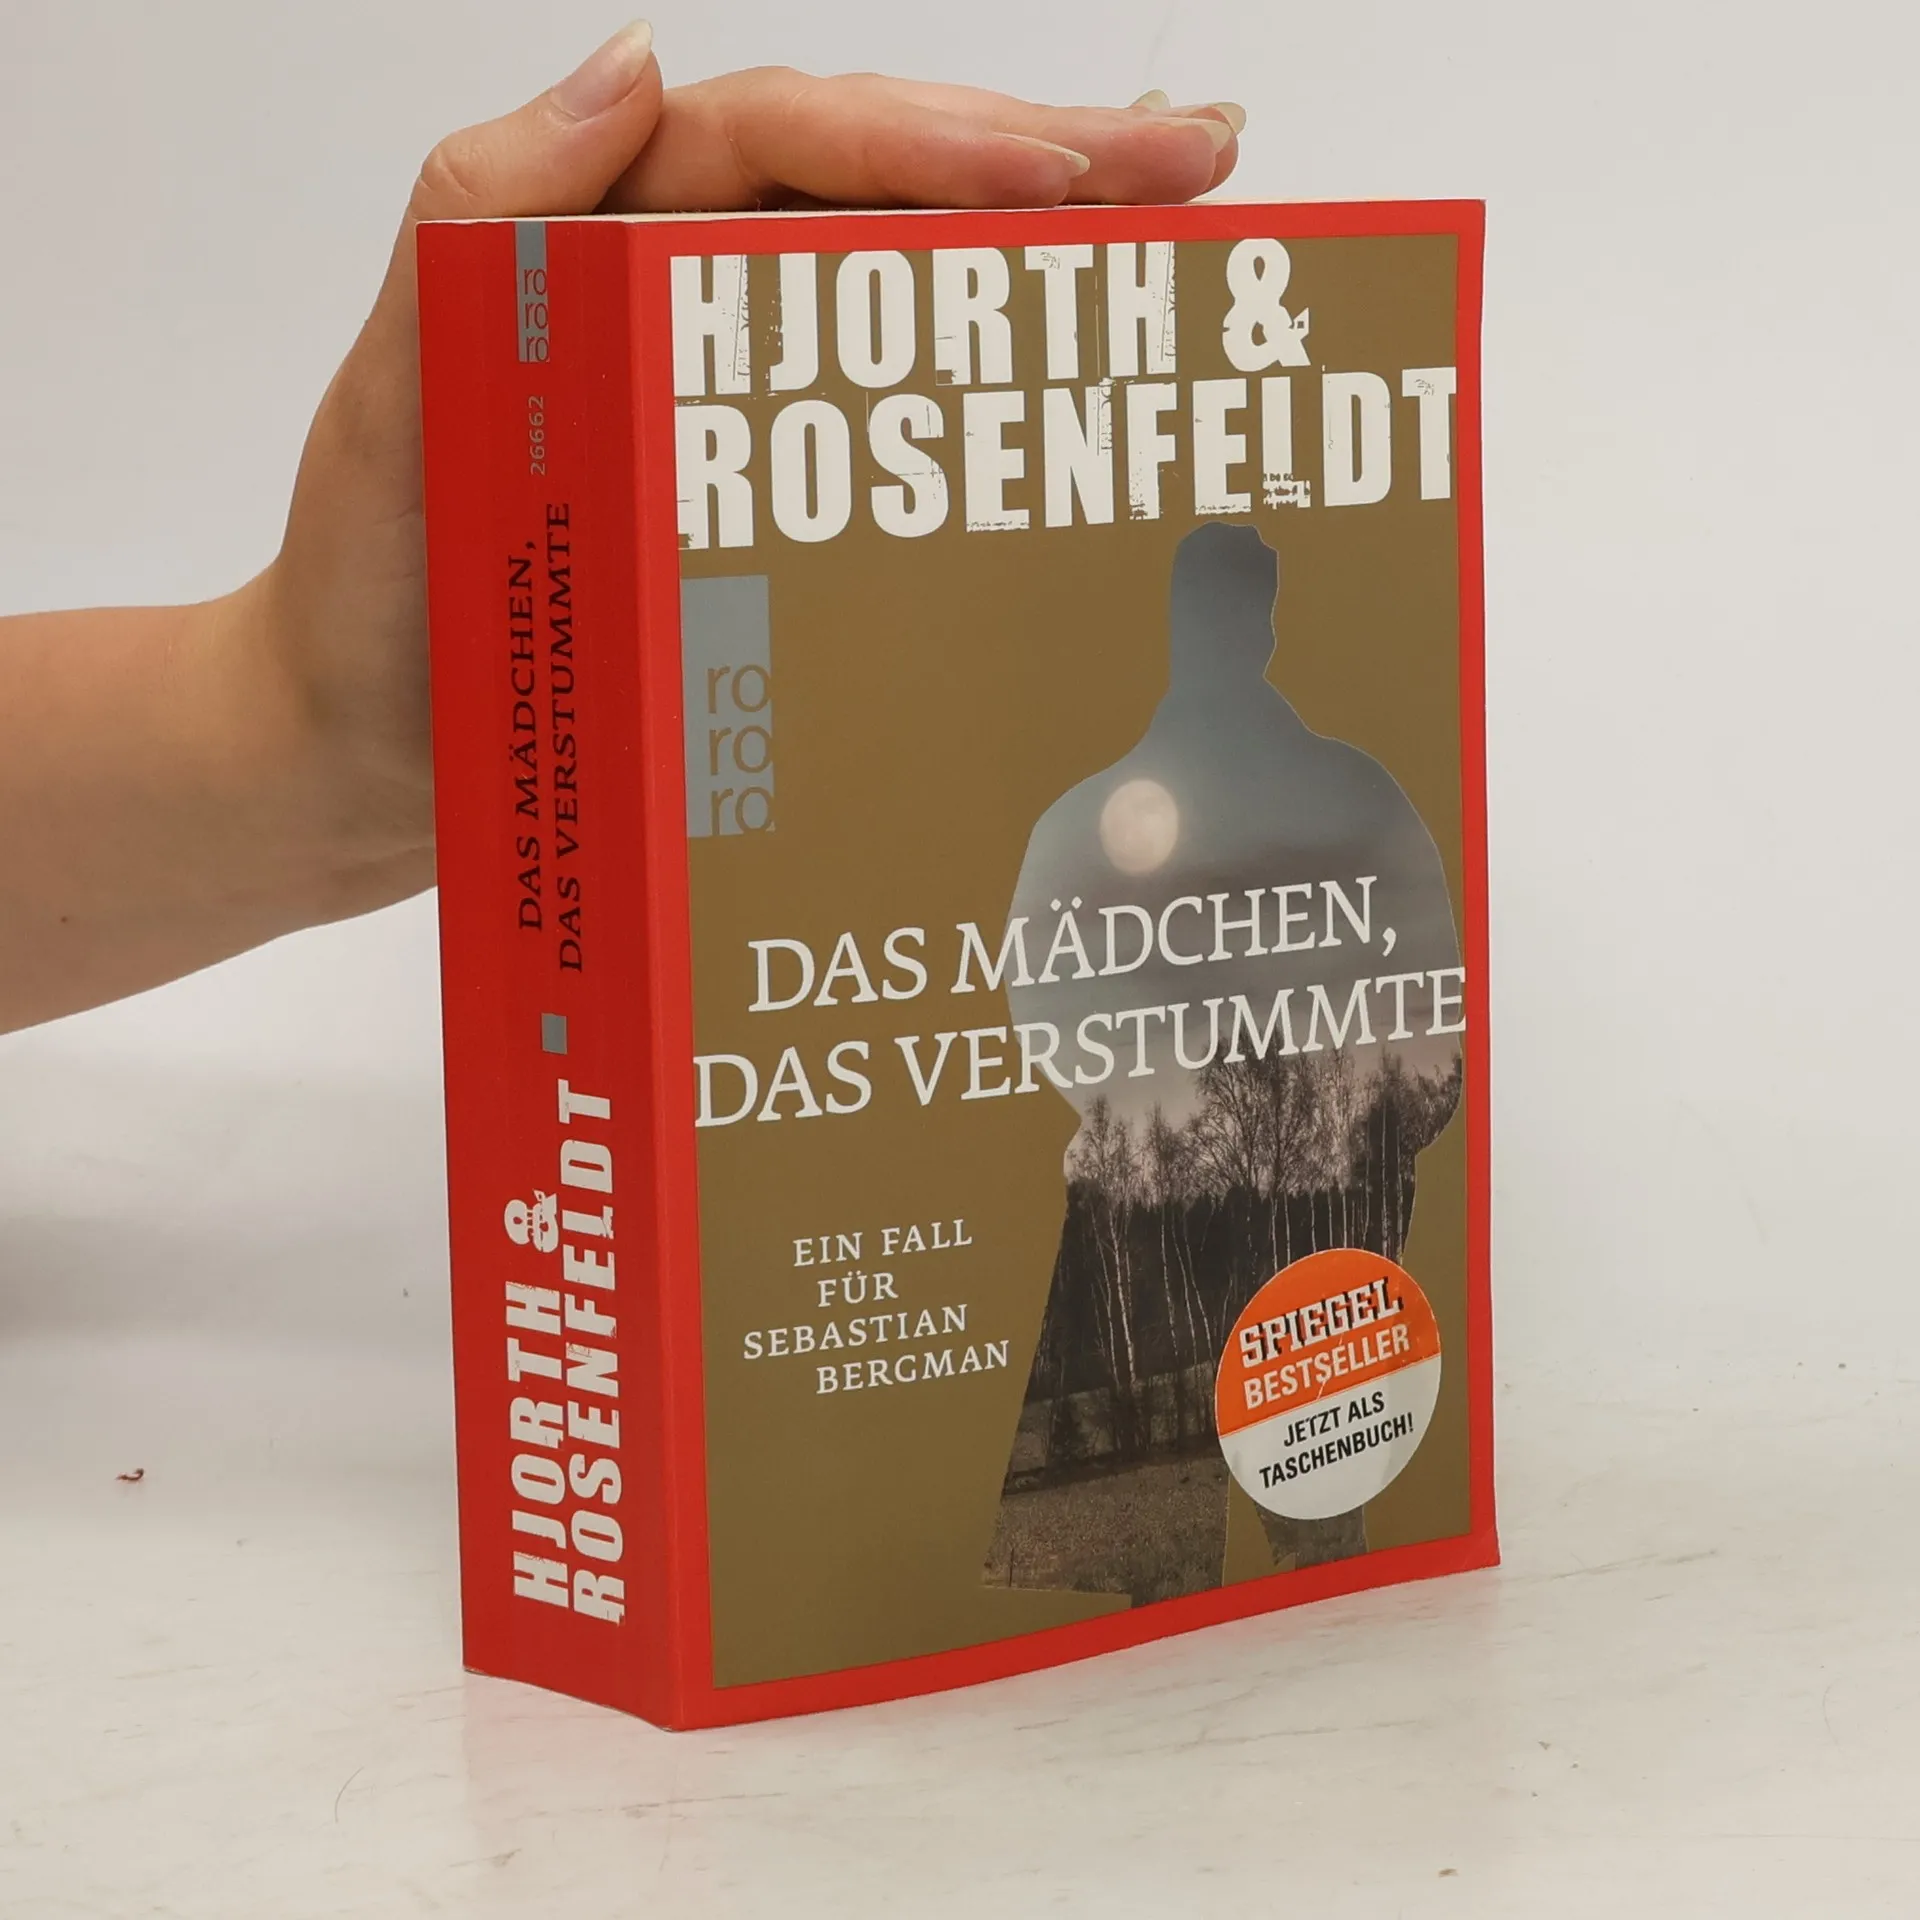 HJORTH &
ROSENFELDT
ro
ro
ro
DAS MÄDCHEN,
DAS VERSTUMMTE
EIN FALL
FÜR
SEBASTIAN
BERGMAN
SPIEGEL
BESTSELLER
JETZT ALS
TASCHENBUCH!
ro
ro
ro
26662
DAS MÄDCHEN,
DAS VERSTUMMTE
HJORTH &
ROSENFELDT